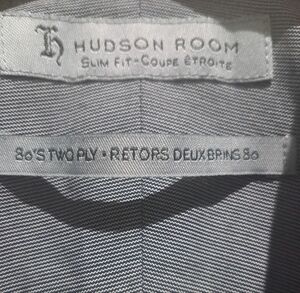 h HUDSON ROOM
SLIM FIT-COUPE ÉTROITE
80'S TWO PLY • RETORS DEUX BRINS 80